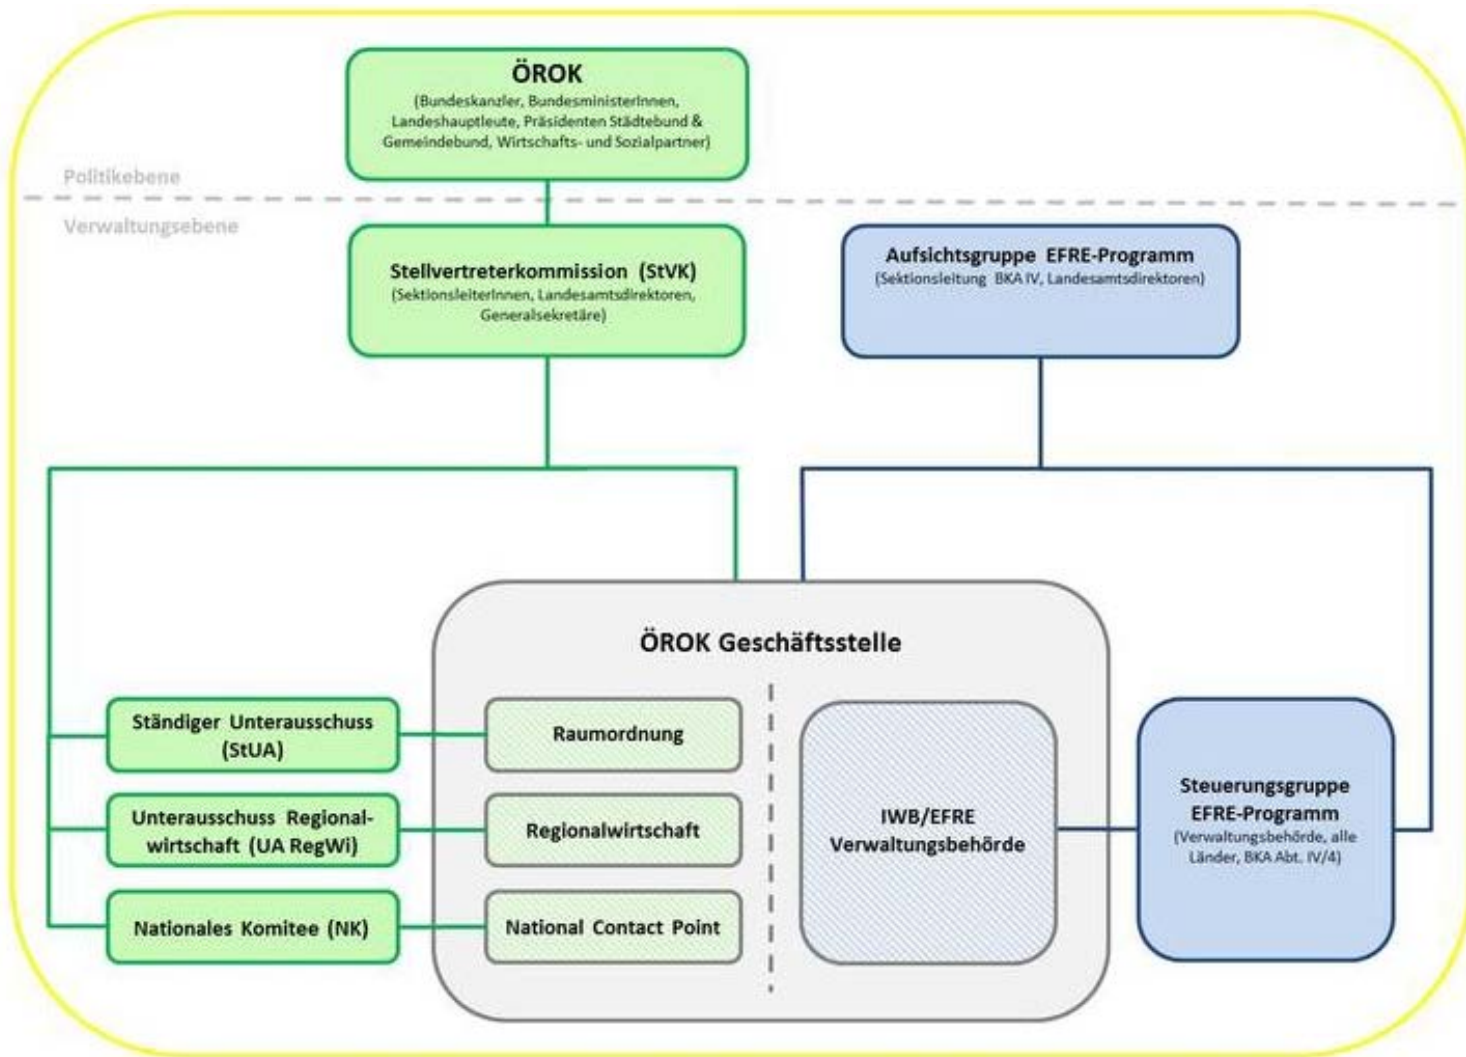 ÖROK
(Bundeskanzler, BundesministerInnen,
Landeshauptleute, Präsidenten Städtebund &
Gemeindebund, Wirtschafts- und Sozialpartner)
Politikebene
Verwaltungsebene
Stellvertreterkommission (StVK)
(SektionsleiterInnen, Landesamtsdirektoren,
Generalsekretäre)
Aufsichtsgruppe EFRE-Programm
(Sektionsleitung BKA IV, Landesamtsdirektoren)
ÖROK Geschäftsstelle
Ständiger Unterausschuss
(StUA)
Raumordnung
Unterausschuss Regional-
wirtschaft (UA RegWi)
Regionalwirtschaft
Nationales Komitee (NK)
National Contact Point
IWB/EFRE
Verwaltungsbehörde
Steuerungsgruppe
EFRE-Programm
(Verwaltungsbehörde, alle
Länder, BKA Abt. IV/4)